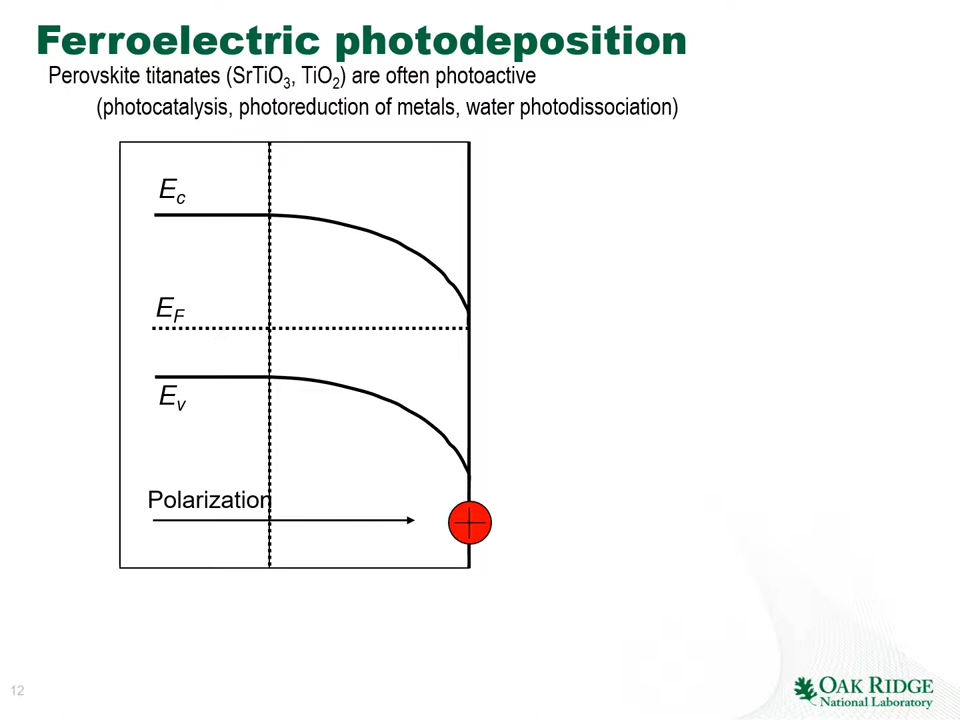 Ferroelectric photodeposition
Perovskite titanates (SrTiO₃, TiO₂) are often photoactive
(photocatalysis, photoreduction of metals, water photodissociation)
E_c
E_F
E_v
Polarization
12
OAK RIDGE
National Laboratory